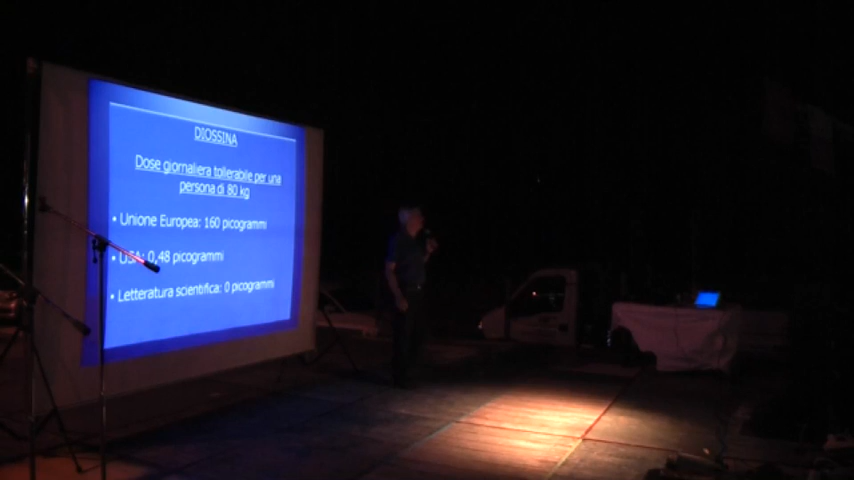 DIOSSINA
Dose giornaliera tollerabile per una
persona di 80 kg
• Unione Europea: 160 picogrammi
• USA: 0,48 picogrammi
• Letteratura scientifica: 0 picogrammi